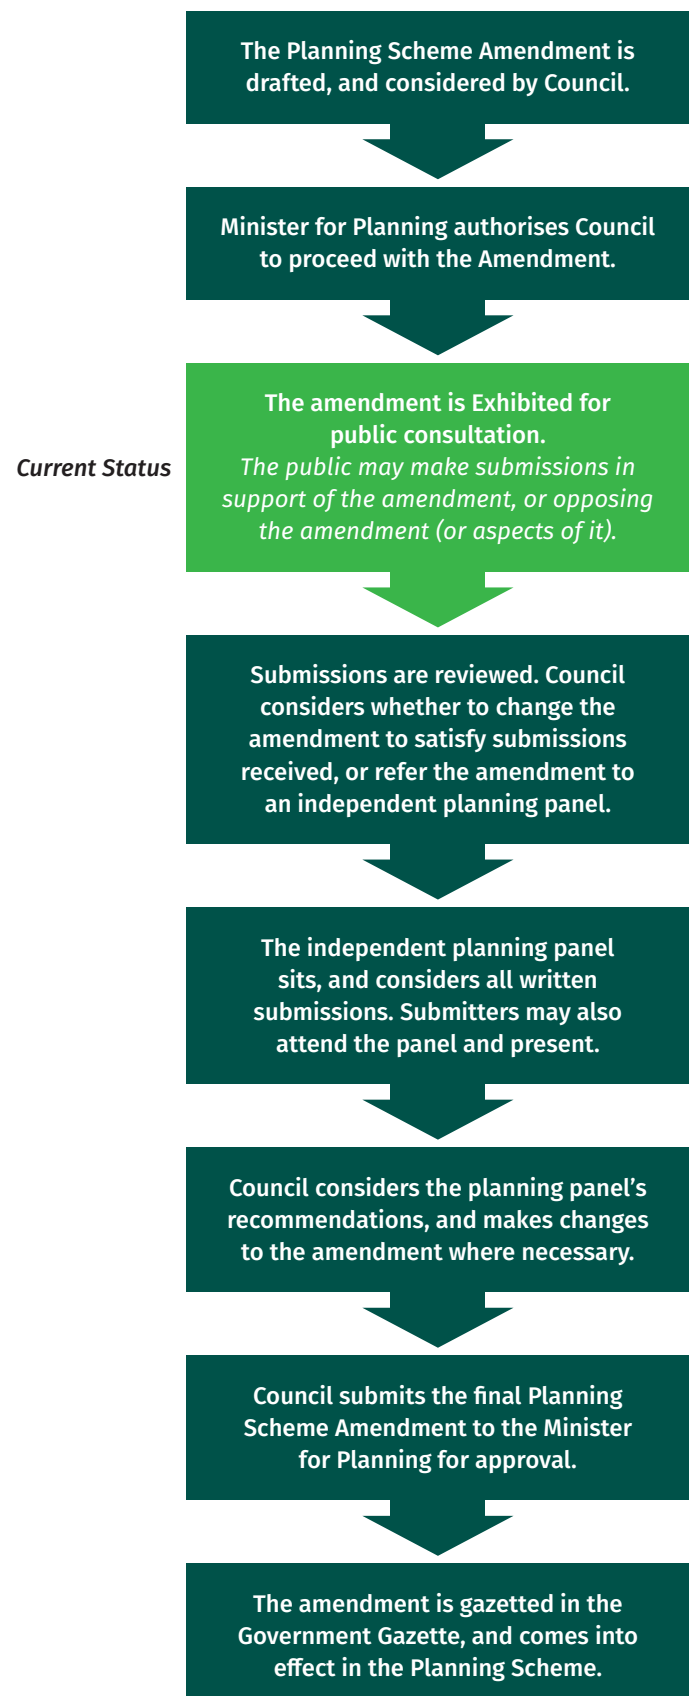 The Planning Scheme Amendment is
drafted, and considered by Council.
Minister for Planning authorises Council
to proceed with the Amendment.
Current Status
The amendment is Exhibited for
public consultation.
The public may make submissions in
support of the amendment, or opposing
the amendment (or aspects of it).
Submissions are reviewed. Council
considers whether to change the
amendment to satisfy submissions
received, or refer the amendment to
an independent planning panel.
The independent planning panel
sits, and considers all written
submissions. Submitters may also
attend the panel and present.
Council considers the planning panel’s
recommendations, and makes changes
to the amendment where necessary.
Council submits the final Planning
Scheme Amendment to the Minister
for Planning for approval.
The amendment is gazetted in the
Government Gazette, and comes into
effect in the Planning Scheme.